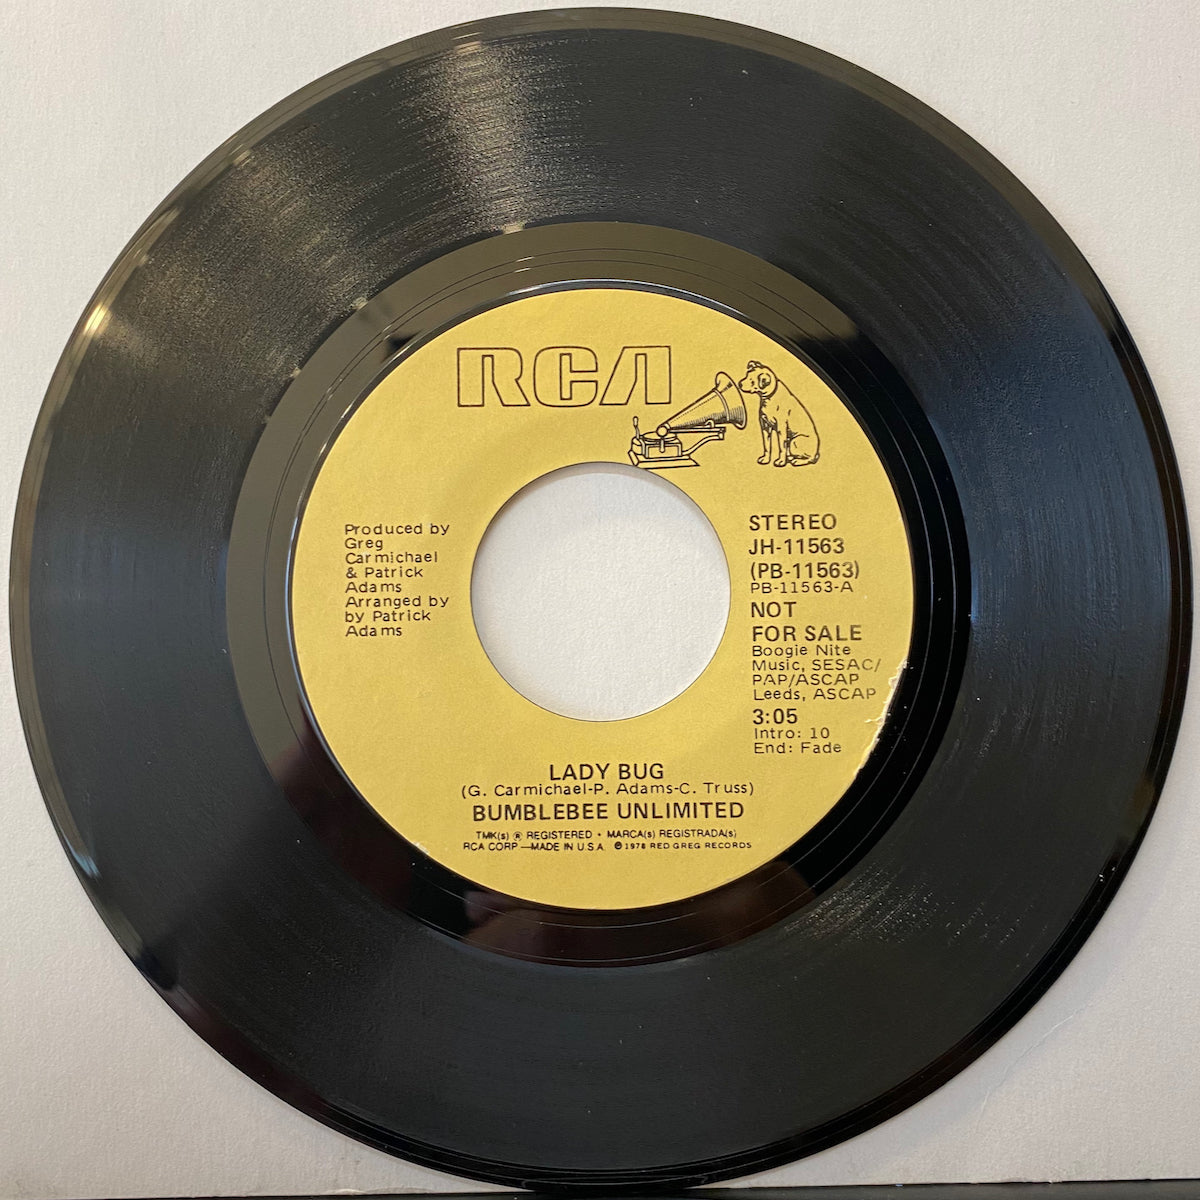 RCA
Produced by
Greg
Carmichael
& Patrick
Adams
Arranged by
by Patrick
Adams
STEREO
JH-11563
(PB-11563)
PB-11563-A
NOT
FOR SALE
Boogie Nite
Music, SESAC/
PAP/ASCAP
Leeds, ASCAP
3:05
Intro: 10
End: Fade
LADY BUG
(G. Carmichael-P. Adams-C. Truss)
BUMBLEBEE UNLIMITED
TMK(s) ® REGISTERED • MARCA(s) REGISTRADA(s)
RCA CORP—MADE IN U.S.A. ℗ 1978 RED GREG RECORDS